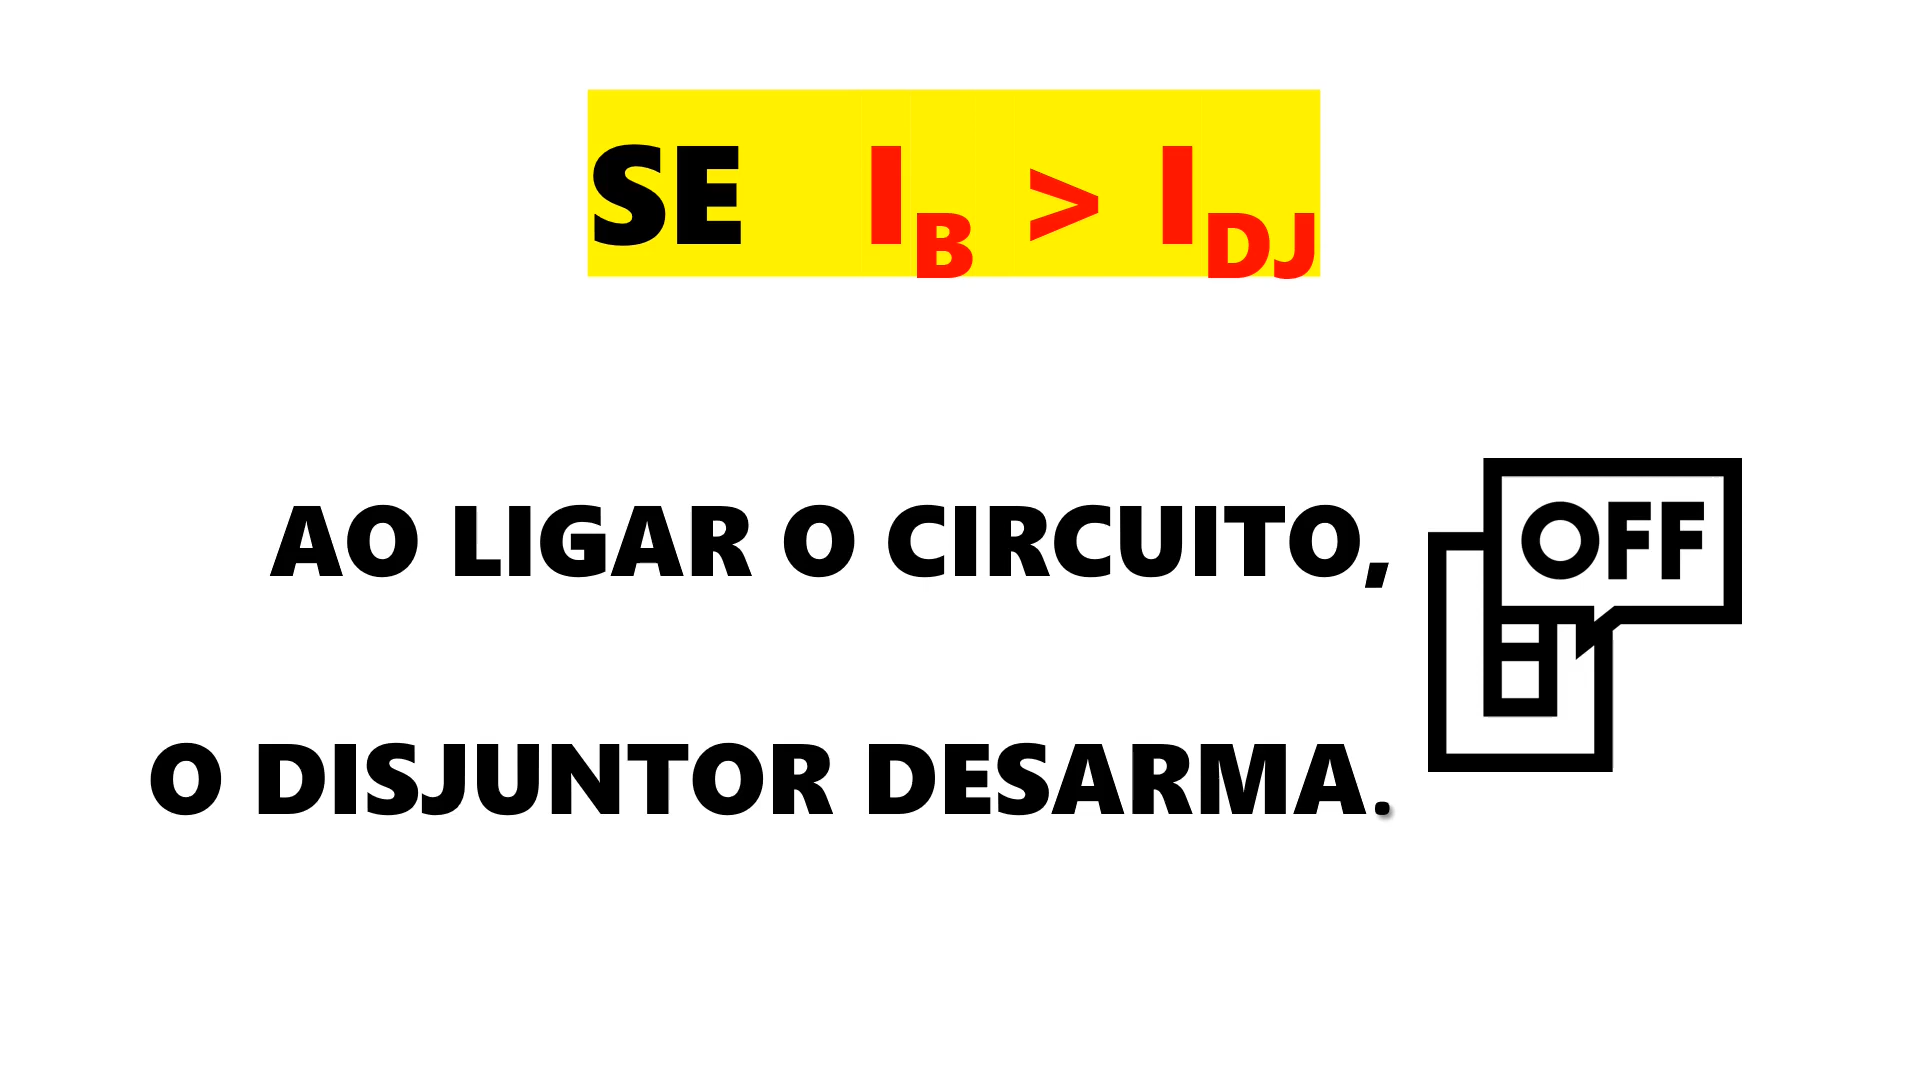 SE I_B > I_DJ
AO LIGAR O CIRCUITO,
OFF
O DISJUNTOR DESARMA.